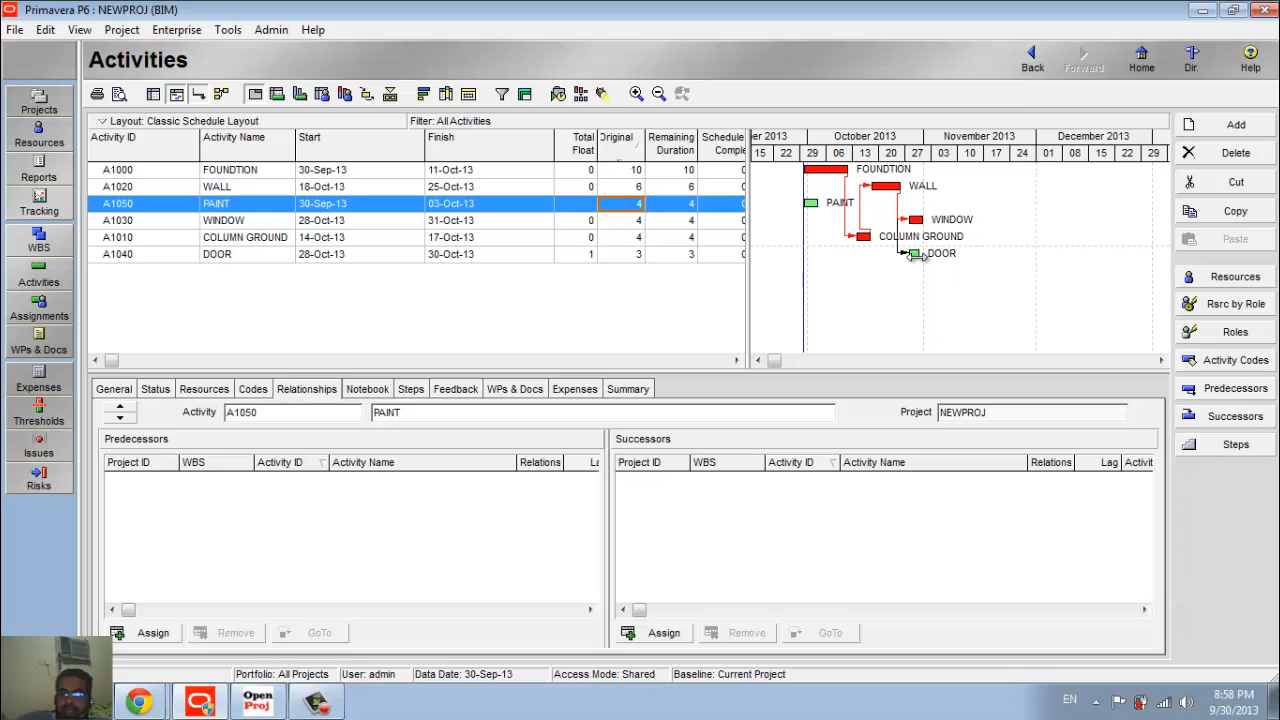 Primavera P6 : NEWPROJ (BIM)
File Edit View Project Enterprise Tools Admin Help
Activities
Back Forward Home Dir. Help
Layout: Classic Schedule Layout Filter: All Activities
Activity ID Activity Name Start Finish Total Float Original Remaining Duration Schedule
A1000 FOUNDTION 30-Sep-13 11-Oct-13 0 10 10
A1020 WALL 18-Oct-13 25-Oct-13 0 6 6
A1050 PAINT 30-Sep-13 03-Oct-13 4 4
A1030 WINDOW 28-Oct-13 31-Oct-13 0 4 4
A1010 COLUMN GROUND 14-Oct-13 17-Oct-13 0 4 4
A1040 DOOR 28-Oct-13 30-Oct-13 1 3 3
er 2013 October 2013 November 2013 December 2013
15 22 29 06 13 20 27 03 10 17 24 01 08 15 22 29
FOUNDTION
WALL
PAINT
WINDOW
COLUMN GROUND
DOOR
Projects
Resources
Reports
Tracking
WBS
Activities
Assignments
WPs & Docs
Expenses
Thresholds
Issues
Risks
Add
Delete
Cut
Copy
Paste
Resources
Rsrc by Role
Roles
Activity Codes
Predecessors
Successors
Steps
General Status Resources Codes Relationships Notebook Steps Feedback WPs & Docs Expenses Summary
Activity A1050 PAINT Project NEWPROJ
Predecessors
Project ID WBS Activity ID Activity Name Relations La
Assign Remove GoTo
Successors
Project ID WBS Activity ID Activity Name Relations Lag Activit
Assign Remove GoTo
Portfolio: All Projects User: admin Data Date: 30-Sep-13 Access Mode: Shared Baseline: Current Project
Open
Proj
EN
8:58 PM
9/30/2013